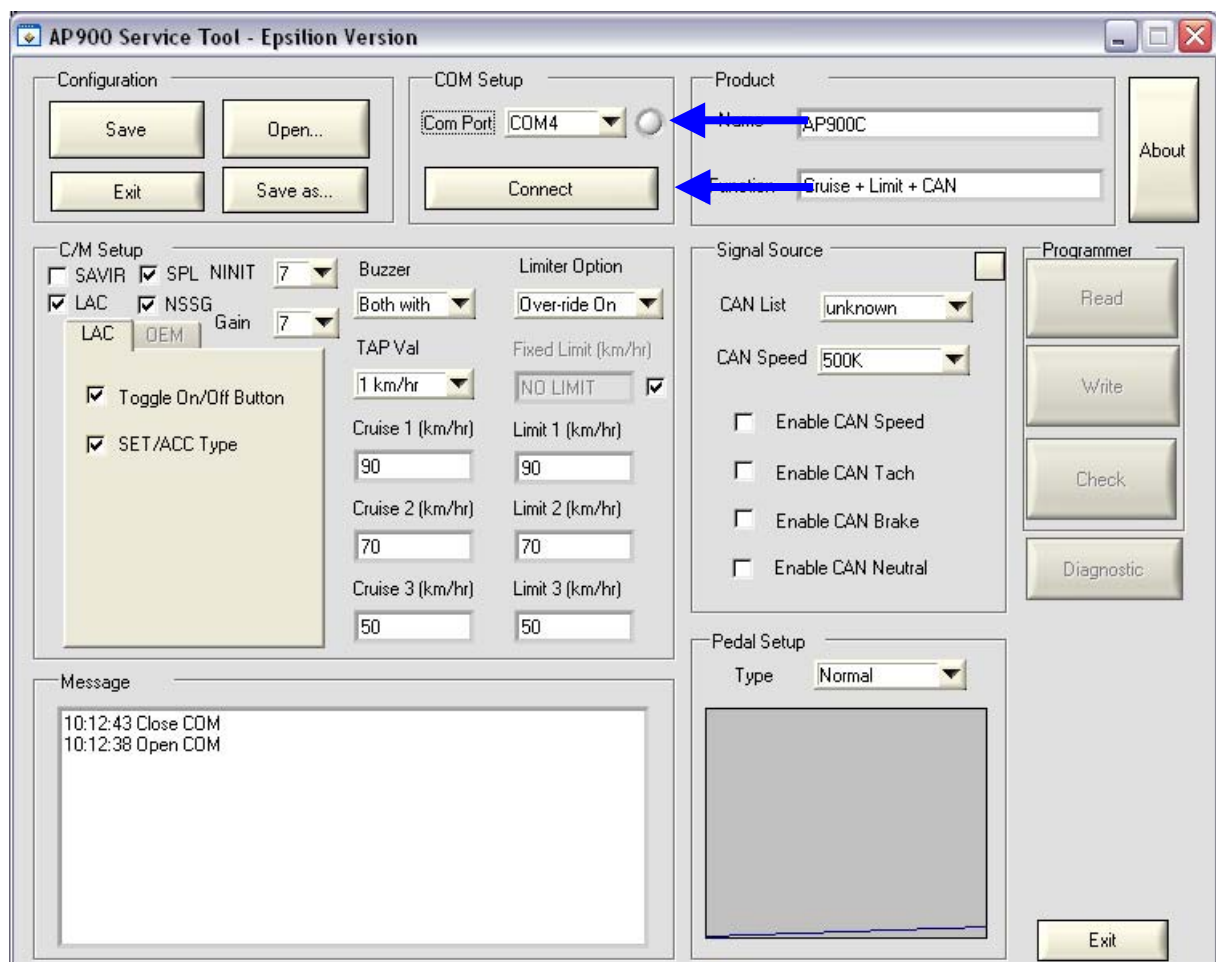 AP900 Service Tool - Epsilion Version
Configuration
Save
Open...
Exit
Save as...
COM Setup
Com Port
COM4
Connect
Product
Name
AP900C
Function
Cruise + Limit + CAN
About
C/M Setup
SAVIR
SPL
NINIT
7
LAC
NSSG
Gain
7
LAC
OEM
Toggle On/Off Button
SET/ACC Type
Buzzer
Both with
TAP Val
1 km/hr
Cruise 1 (km/hr)
90
Cruise 2 (km/hr)
70
Cruise 3 (km/hr)
50
Limiter Option
Over-ride On
Fixed Limit (km/hr)
NO LIMIT
Limit 1 (km/hr)
90
Limit 2 (km/hr)
70
Limit 3 (km/hr)
50
Signal Source
CAN List
unknown
CAN Speed
500K
Enable CAN Speed
Enable CAN Tach
Enable CAN Brake
Enable CAN Neutral
Programmer
Read
Write
Check
Diagnostic
Message
10:12:43 Close COM
10:12:38 Open COM
Pedal Setup
Type
Normal
Exit